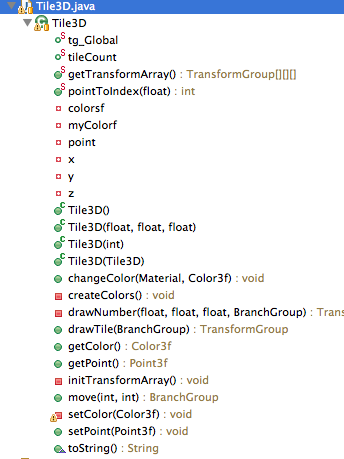 Tile3D.java
Tile3D
tg_Global
tileCount
getTransformArray() : TransformGroup[][][]
pointToIndex(float) : int
colorsf
myColorf
point
x
y
z
Tile3D()
Tile3D(float, float, float)
Tile3D(int)
Tile3D(Tile3D)
changeColor(Material, Color3f) : void
createColors() : void
drawNumber(float, float, float, BranchGroup) : Tran
drawTile(BranchGroup) : TransformGroup
getColor() : Color3f
getPoint() : Point3f
initTransformArray() : void
move(int, int) : BranchGroup
setColor(Color3f) : void
setPoint(Point3f) : void
toString() : String